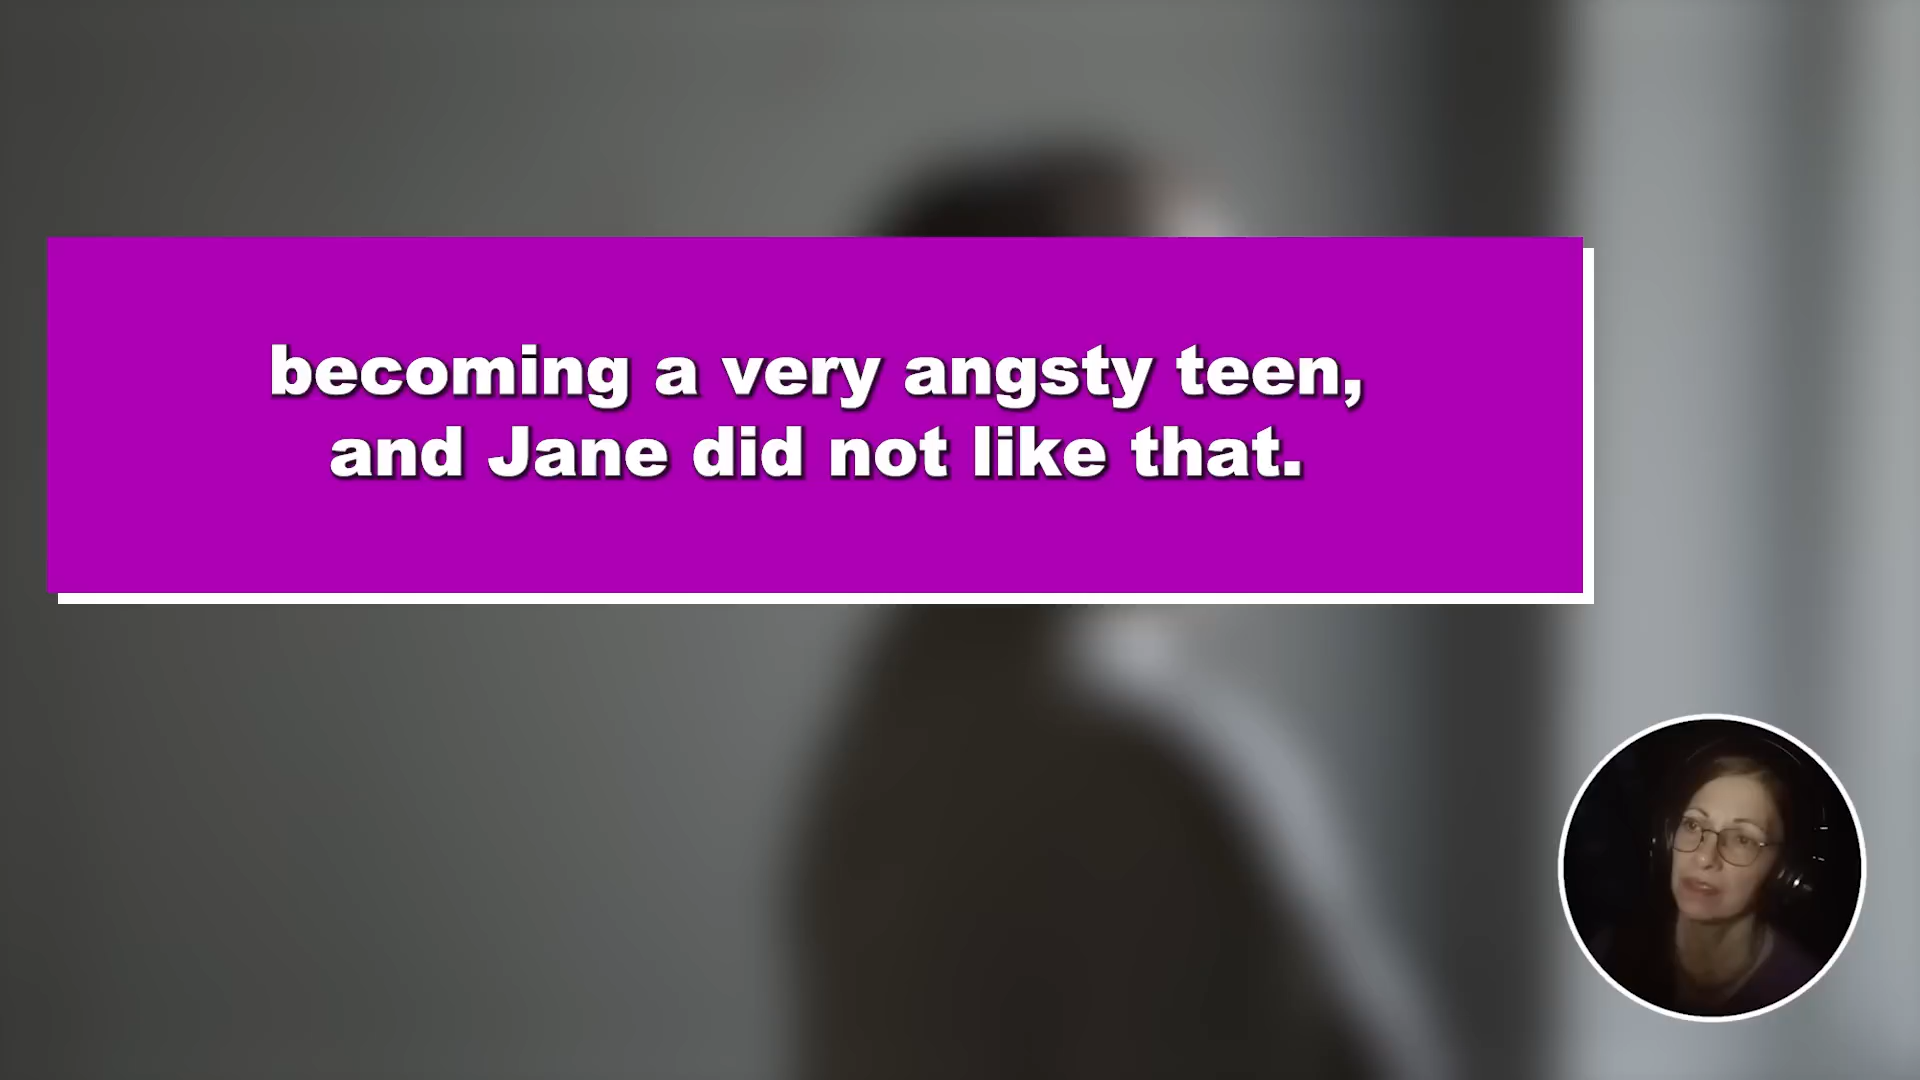 becoming a very angsty teen,
and Jane did not like that.